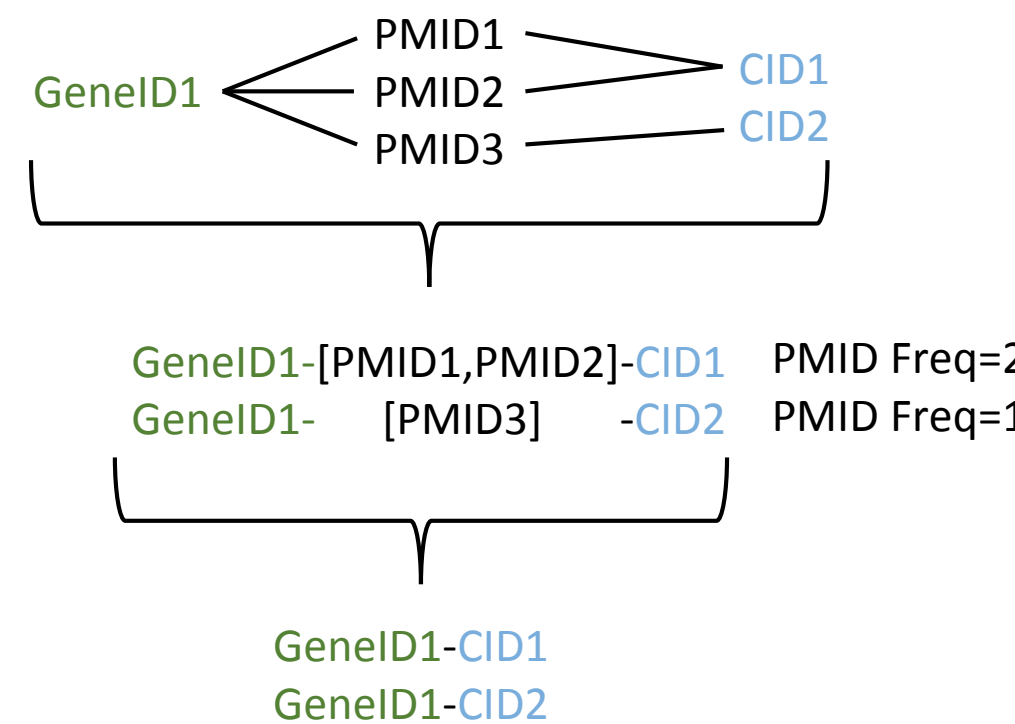 PMID1
GeneID1 PMID2 CID1
PMID3 CID2
GeneID1-[PMID1,PMID2]-CID1 PMID Freq=2
GeneID1- [PMID3] -CID2 PMID Freq=1
GeneID1-CID1
GeneID1-CID2